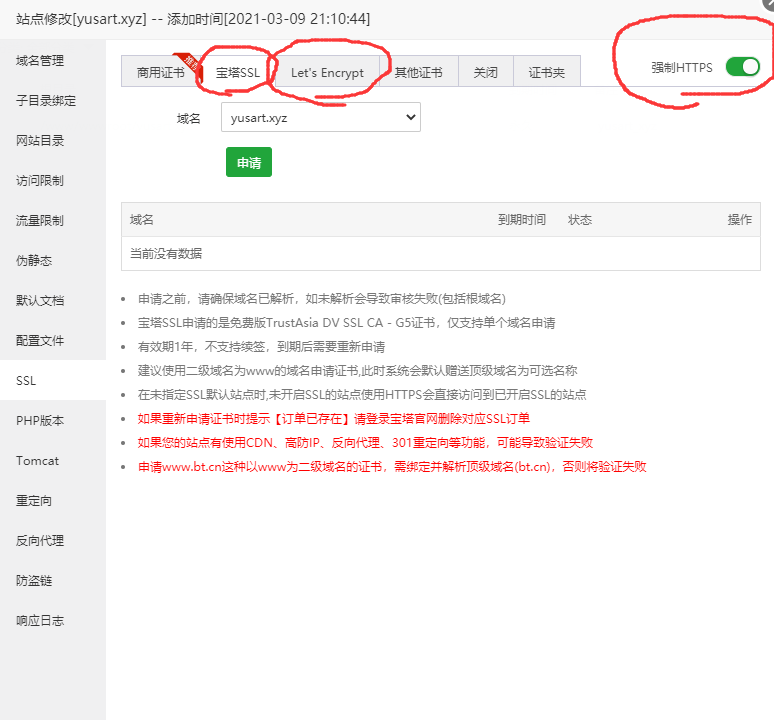 站点修改[yusart.xyz] -- 添加时间[2021-03-09 21:10:44]
域名管理
子目录绑定
网站目录
访问限制
流量限制
伪静态
默认文档
配置文件
SSL
PHP版本
Tomcat
重定向
反向代理
防盗链
响应日志
商用证书 推荐 宝塔SSL Let's Encrypt 其他证书 关闭 证书夹 强制HTTPS
域名 yusart.xyz
申请
域名 到期时间 状态 操作
当前没有数据
申请之前，请确保域名已解析，如未解析会导致审核失败(包括根域名)
宝塔SSL申请的是免费版TrustAsia DV SSL CA - G5证书，仅支持单个域名申请
有效期1年，不支持续签，到期后需要重新申请
建议使用二级域名为www的域名申请证书,此时系统会默认赠送顶级域名为可选名称
在未指定SSL默认站点时,未开启SSL的站点使用HTTPS会直接访问到已开启SSL的站点
如果重新申请证书时提示【订单已存在】请登录宝塔官网删除对应SSL订单
如果您的站点有使用CDN、高防IP、反向代理、301重定向等功能，可能导致验证失败
申请www.bt.cn这种以www为二级域名的证书，需绑定并解析顶级域名(bt.cn)，否则将验证失败